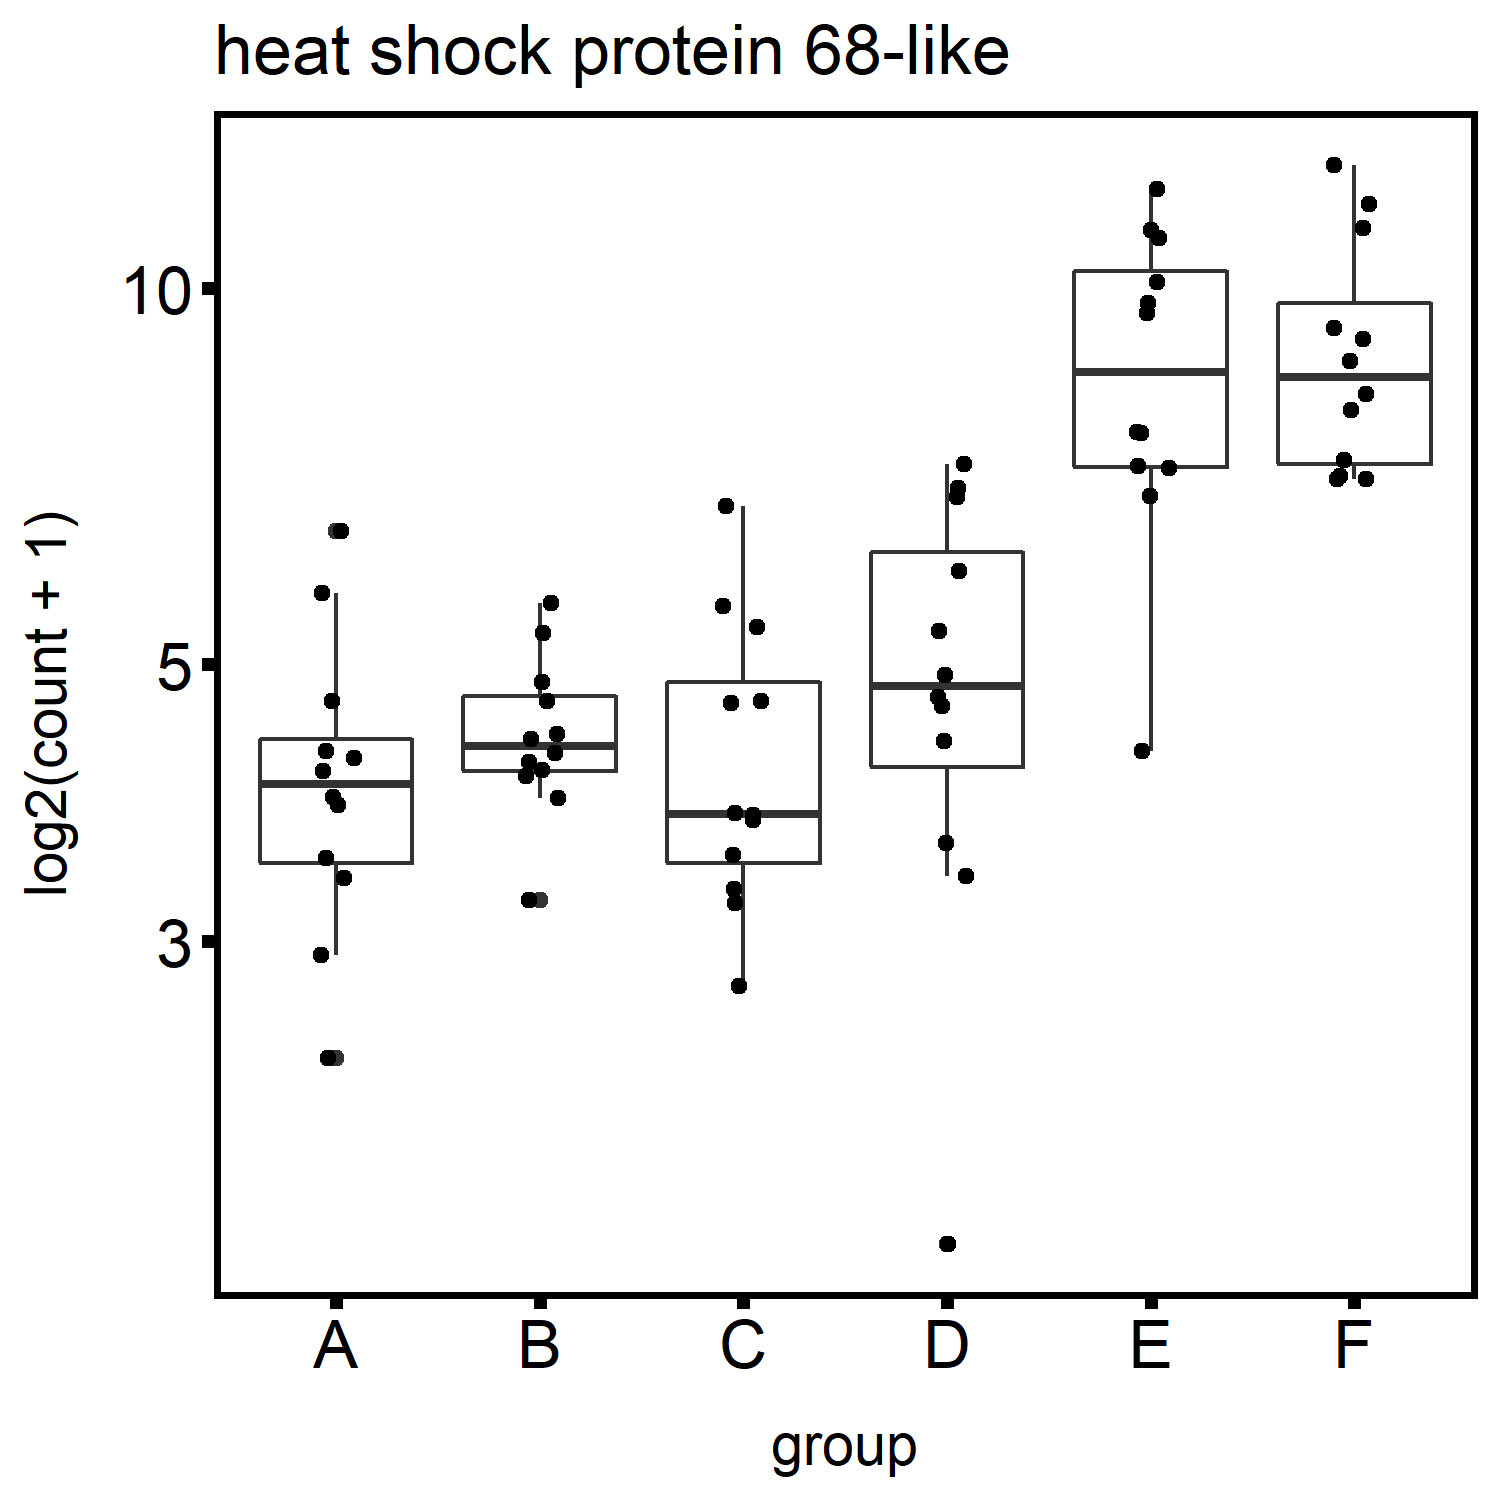 heat shock protein 68-like
log2(count + 1)
10
5
3
A B C D E F
group